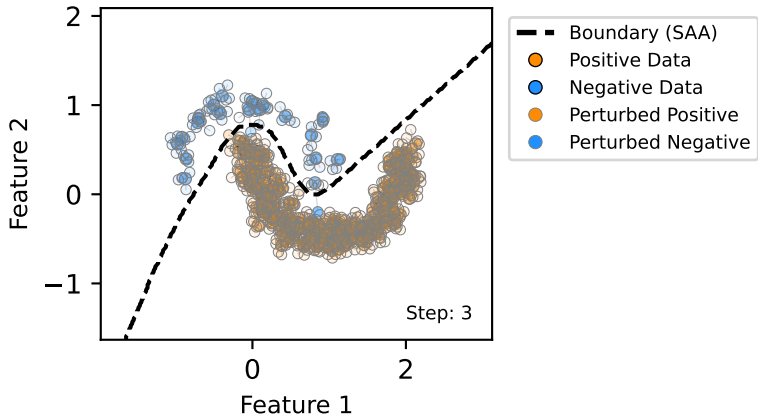 2
1
0
−1
0
2
Feature 2
Feature 1
Step: 3
Boundary (SAA)
Positive Data
Negative Data
Perturbed Positive
Perturbed Negative